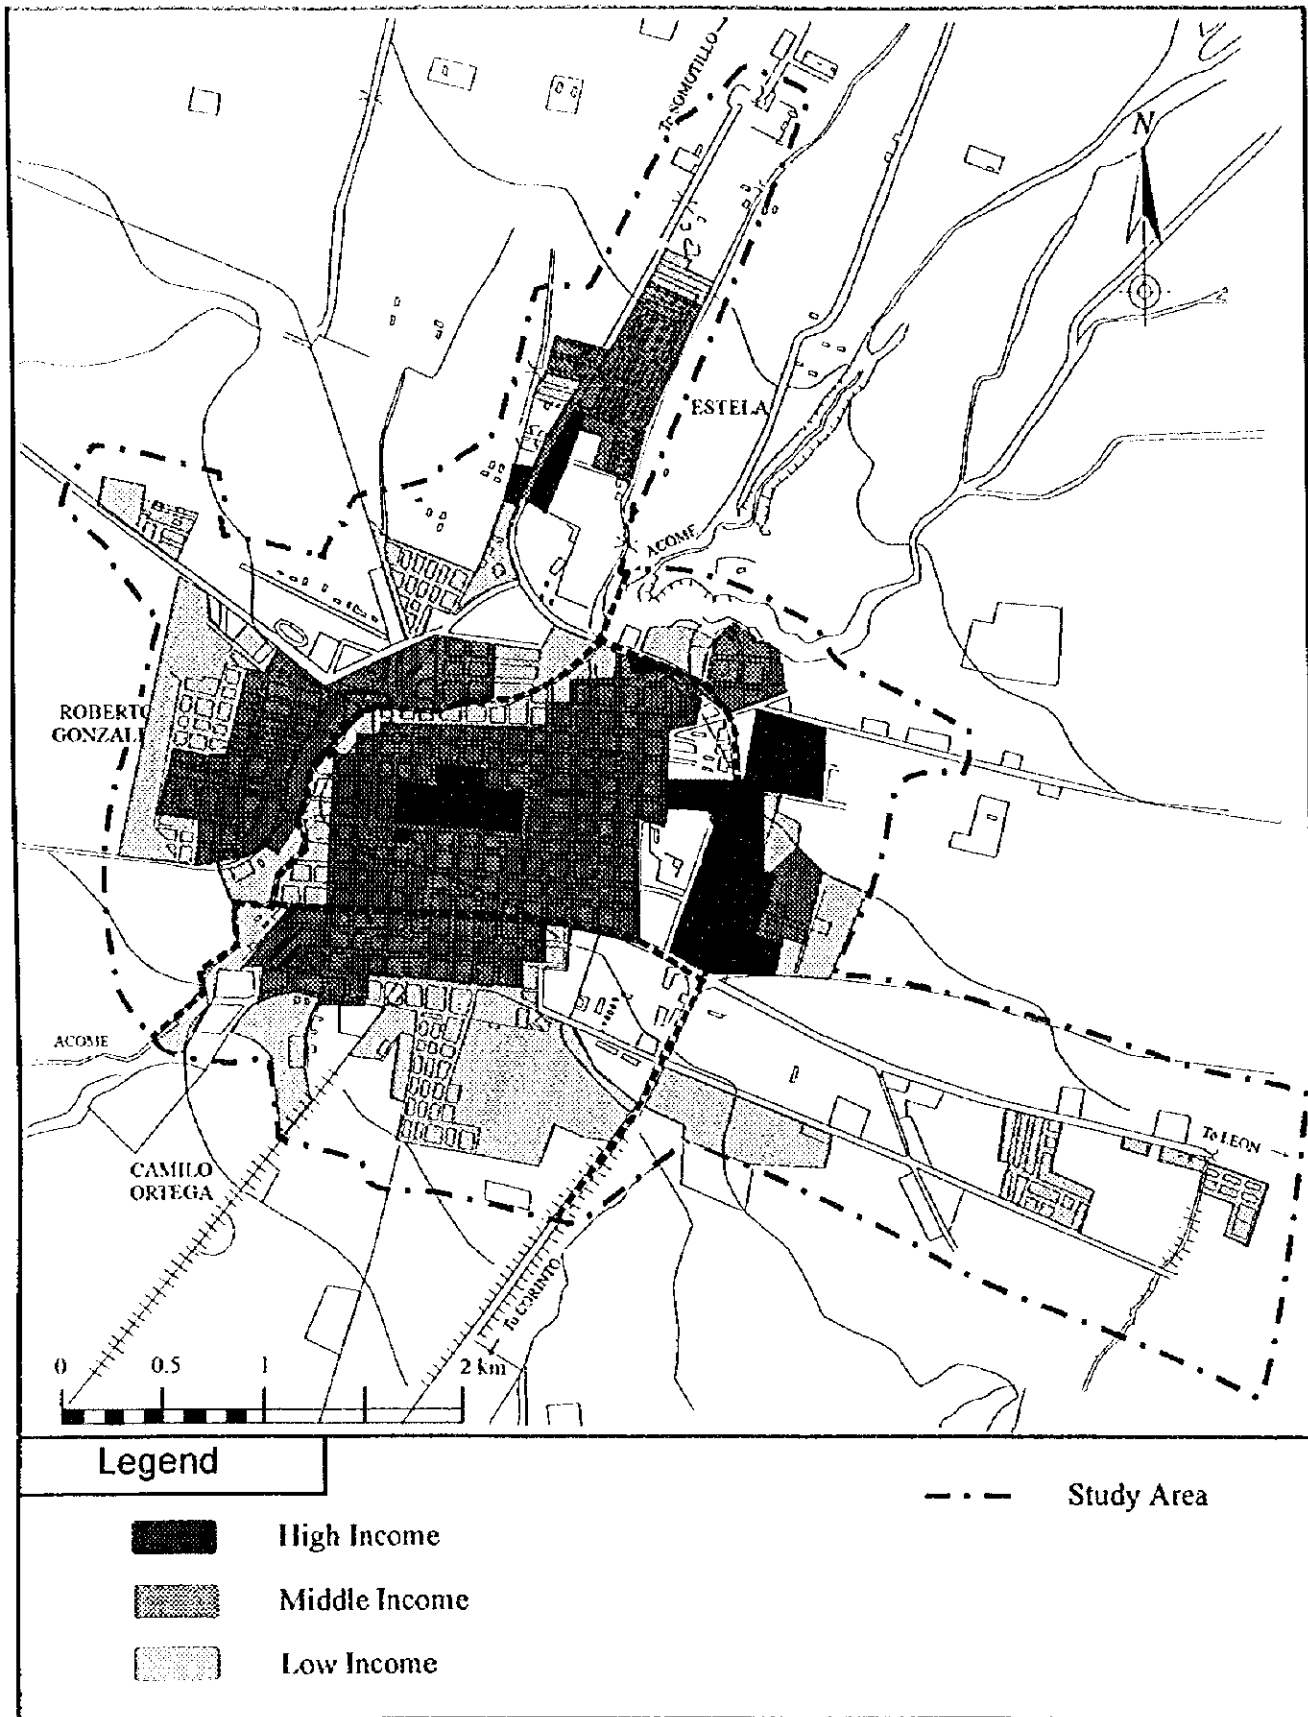 To SOMOTILLO
N
ESTELA
ACOME
ROBERTO
GONZALE
ACOME
To LEON
CAMILO
ORTEGA
To CORINTO
0 0.5 1 2 km
Legend
Study Area
High Income
Middle Income
Low Income